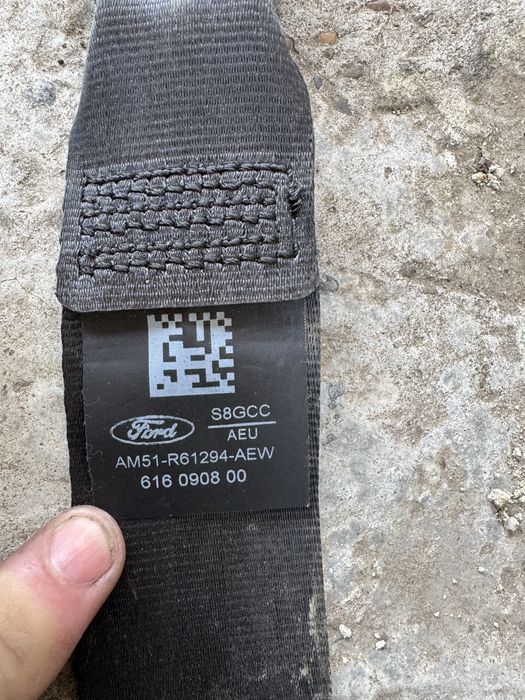 Ford
S8GCC
AEU
AM51-R61294-AEW
616 0908 00